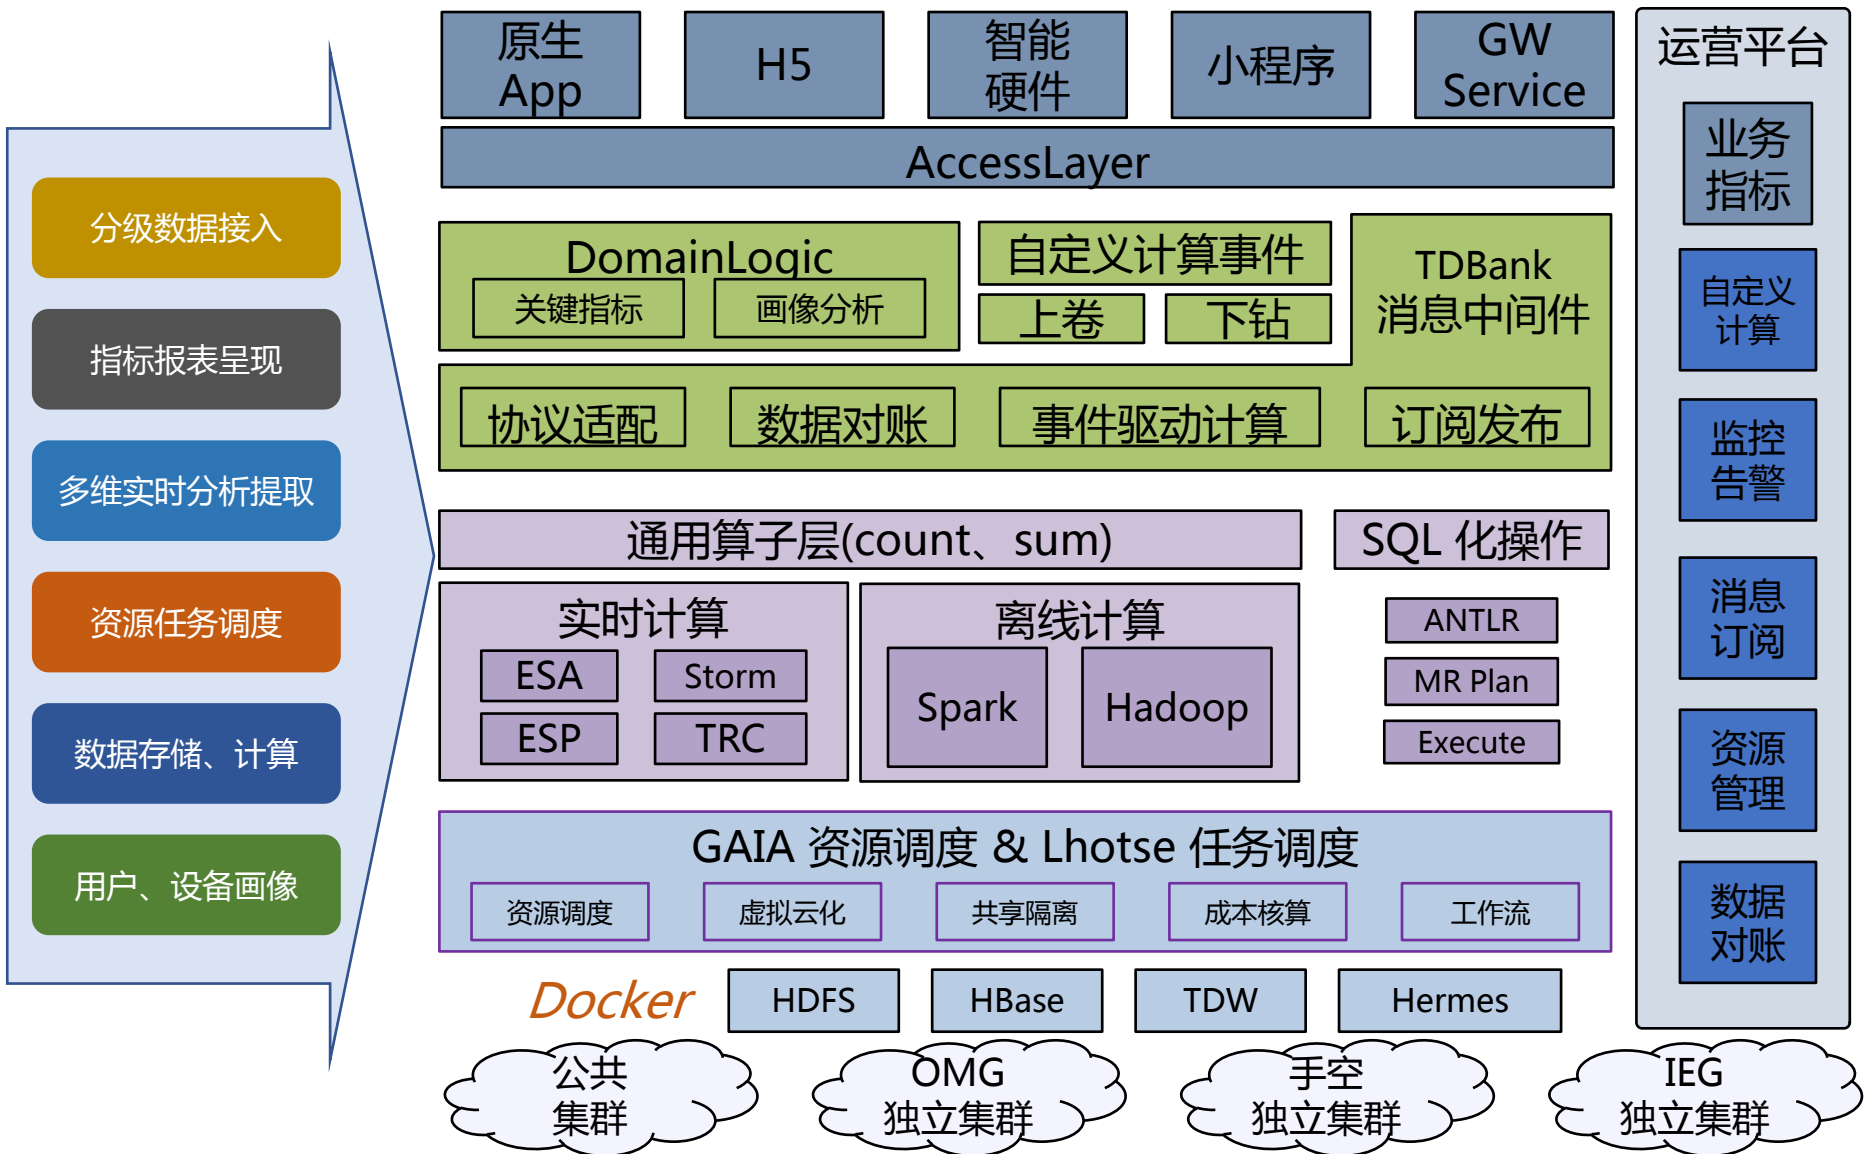 分级数据接入
指标报表呈现
多维实时分析提取
资源任务调度
数据存储、计算
用户、设备画像
原生
App
H5
智能
硬件
小程序
GW
Service
AccessLayer
DomainLogic
关键指标
画像分析
自定义计算事件
上卷
下钻
TDBank
消息中间件
协议适配
数据对账
事件驱动计算
订阅发布
通用算子层(count、sum)
SQL 化操作
实时计算
ESA
Storm
ESP
TRC
离线计算
Spark
Hadoop
ANTLR
MR Plan
Execute
GAIA 资源调度 & Lhotse 任务调度
资源调度
虚拟云化
共享隔离
成本核算
工作流
Docker
HDFS
HBase
TDW
Hermes
公共
集群
OMG
独立集群
手空
独立集群
IEG
独立集群
运营平台
业务
指标
自定义
计算
监控
告警
消息
订阅
资源
管理
数据
对账